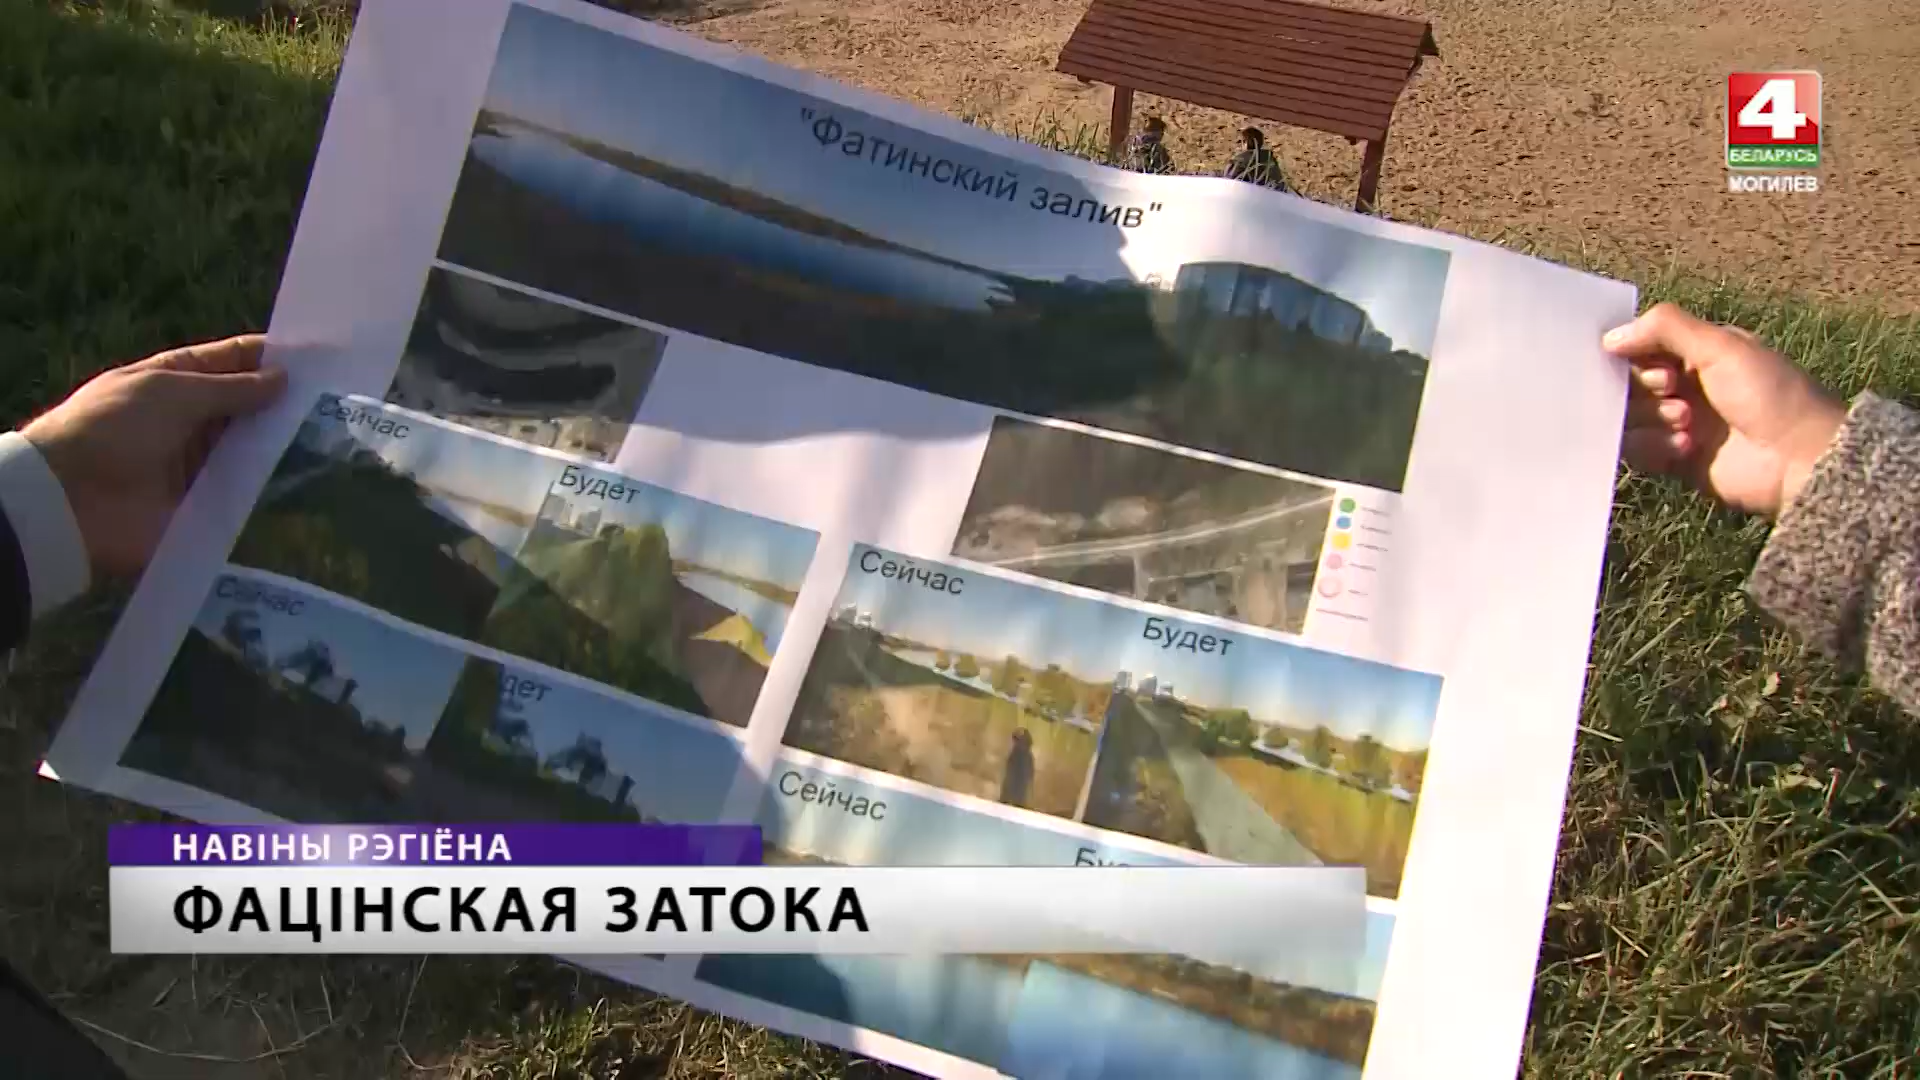 "Фатинский залив"
4
БЕЛАРУСЬ
МОГИЛЕВ
Сейчас
Будет
Сейчас
Будет
Сейчас
Сейчас
НАВІНЫ РЭГІЁНА
ФАЦІНСКАЯ ЗАТОКА